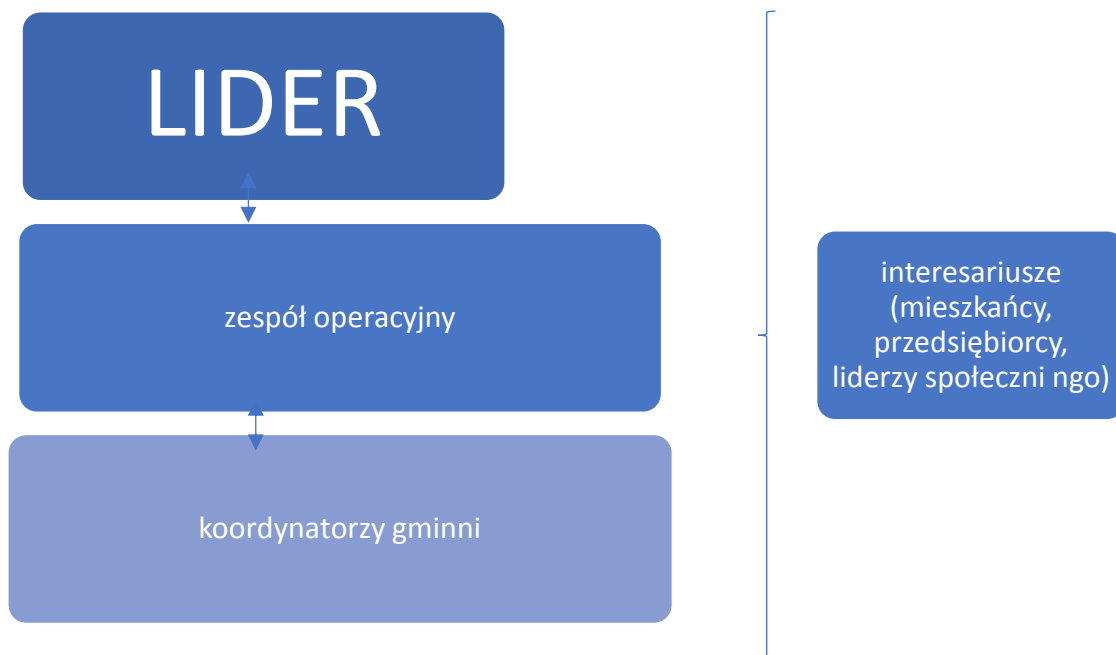 LIDER
zespół operacyjny
koordynatorzy gminni
interesariusze
(mieszkańcy,
przedsiębiorcy,
liderzy społeczni ngo)